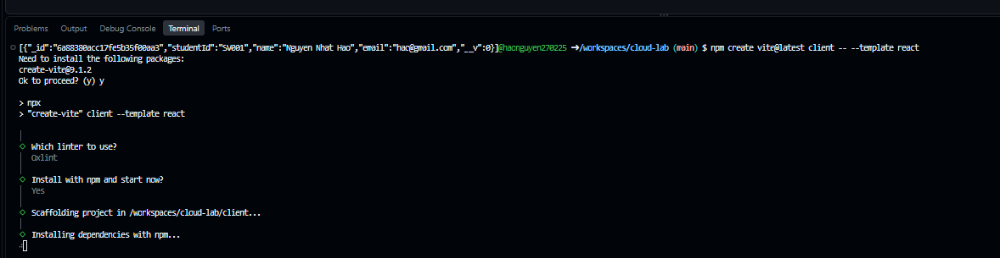 Problems Output Debug Console Terminal Ports
[{"_id":"6a88380acc17fe5b35f00aa3","studentId":"SV001","name":"Nguyen Nhat Hao","email":"hao@gmail.com","__v":0}]@haonguyen270225 ➜/workspaces/cloud-lab (main) $ npm create vite@latest client -- --template react
Need to install the following packages:
create-vite@9.1.2
Ok to proceed? (y) y
> npx
> "create-vite" client --template react
Which linter to use?
Oxlint
Install with npm and start now?
Yes
Scaffolding project in /workspaces/cloud-lab/client...
Installing dependencies with npm...